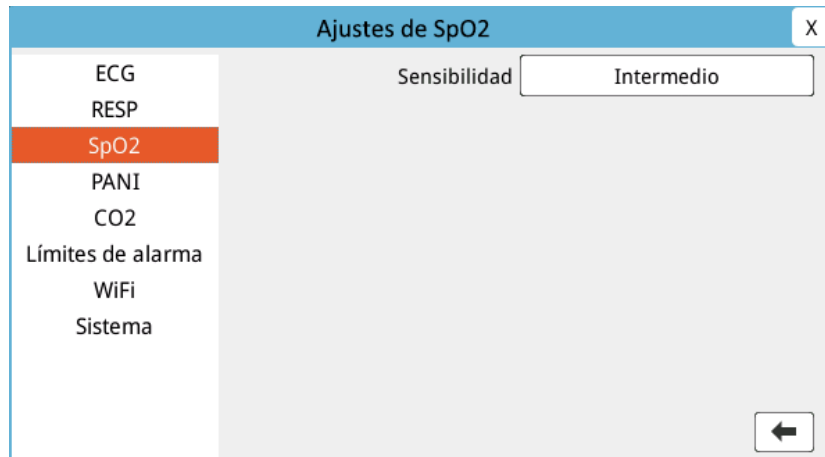 Ajustes de SpO2
X
ECG
RESP
SpO2
PANI
CO2
Límites de alarma
WiFi
Sistema
Sensibilidad Intermedio